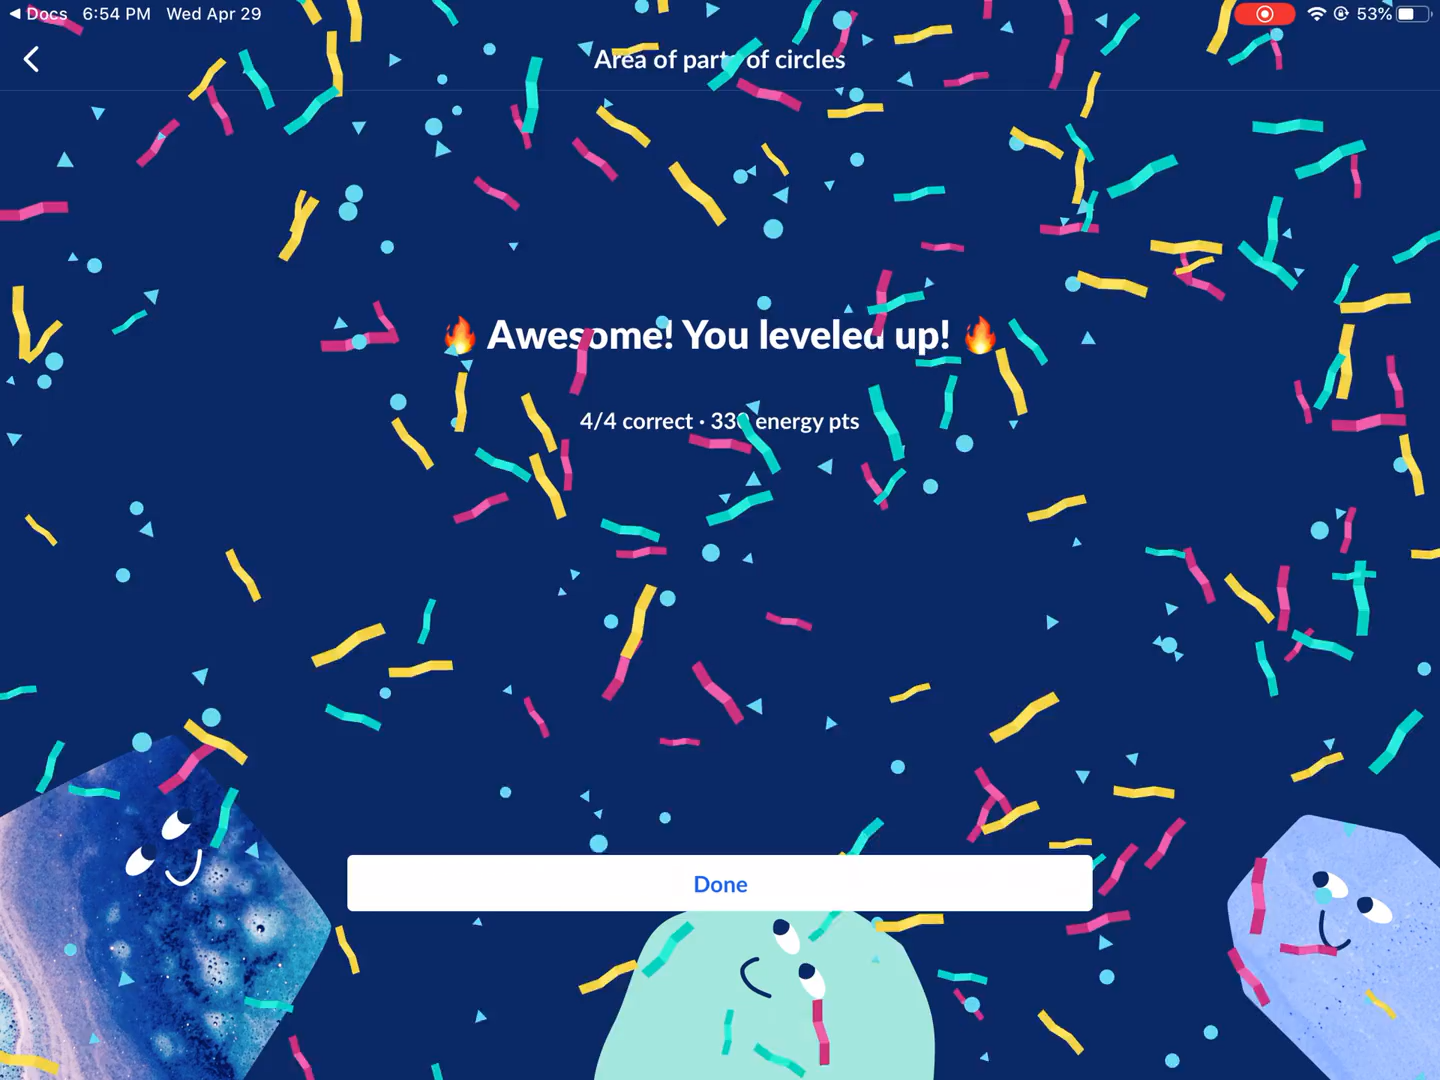 Docs 6:54 PM Wed Apr 29 53%
Area of parts of circles
🔥 Awesome! You leveled up! 🔥
4/4 correct · 330 energy pts
Done